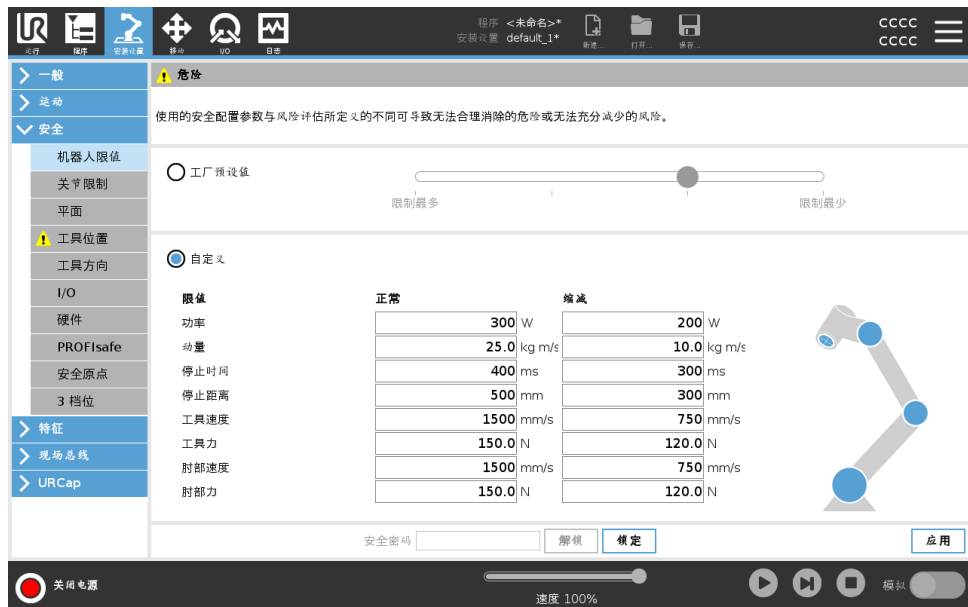 程序 <未命名>*
安装设置 default_1*
UR
运行
程序
安装设置
移动
I/O
日志
新建...
打开...
保存...
CCCC
CCCC
一般
运动
安全
机器人限值
关节限制
平面
工具位置
工具方向
I/O
硬件
PROFIsafe
安全原点
3 档位
特征
现场总线
URCap
危险
使用的安全配置参数与风险评估所定义的不同可导致无法合理消除的危险或无法充分减少的风险。
工厂预设值
限制最多 限制最少
自定义
限值 正常 缩减
功率 300 W 200 W
动量 25.0 kg m/s 10.0 kg m/s
停止时间 400 ms 300 ms
停止距离 500 mm 300 mm
工具速度 1500 mm/s 750 mm/s
工具力 150.0 N 120.0 N
肘部速度 1500 mm/s 750 mm/s
肘部力 150.0 N 120.0 N
安全密码 解锁 锁定 应用
关闭电源
速度 100%
模拟